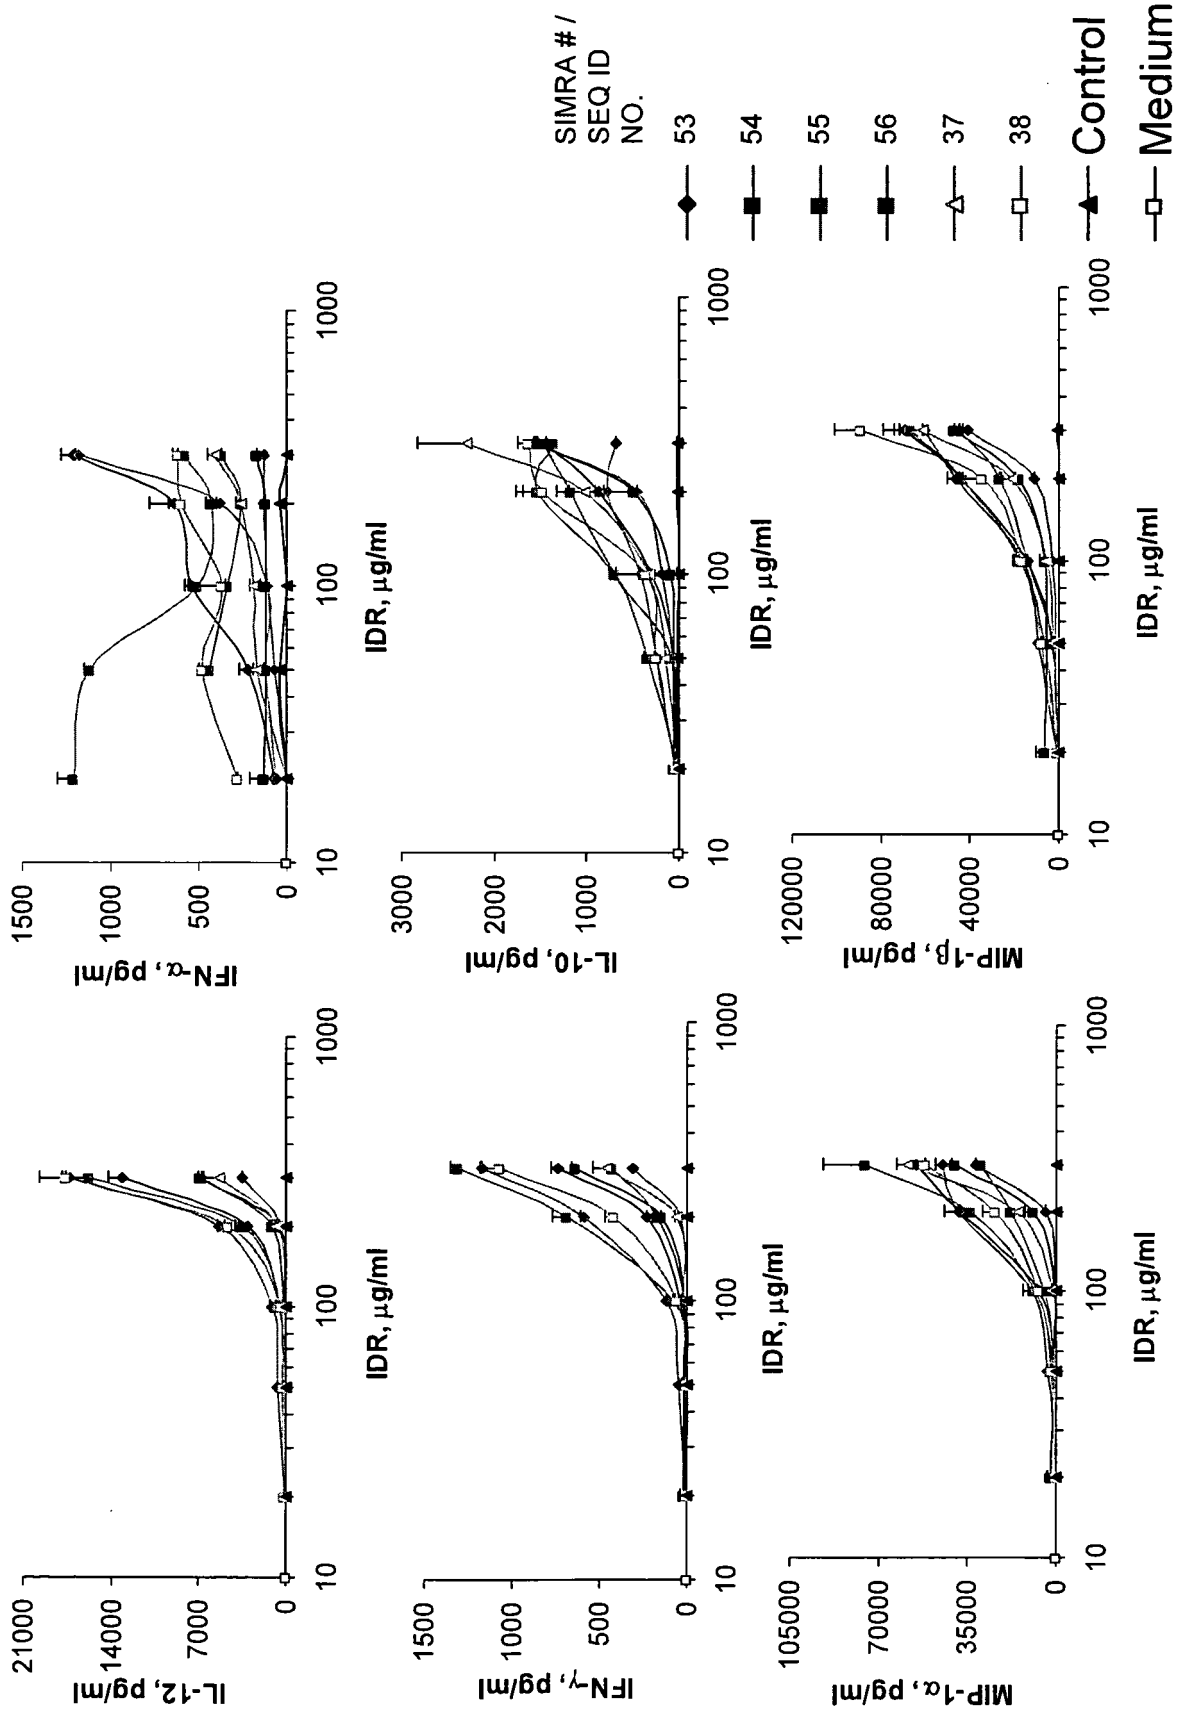 21000
14000
7000
0
IL-12, pg/ml
10
100
1000
IDR, µg/ml
1500
1000
500
0
IFN-α, pg/ml
10
100
1000
IDR, µg/ml
1500
1000
500
0
IFN-γ, pg/ml
10
100
1000
IDR, µg/ml
3000
2000
1000
0
IL-10, pg/ml
10
100
1000
IDR, µg/ml
105000
70000
35000
0
MIP-1α, pg/ml
10
100
1000
IDR, µg/ml
120000
80000
40000
0
MIP-1β, pg/ml
10
100
1000
IDR, µg/ml
SIMRA # /
SEQ ID
NO.
53
54
55
56
37
38
Control
Medium